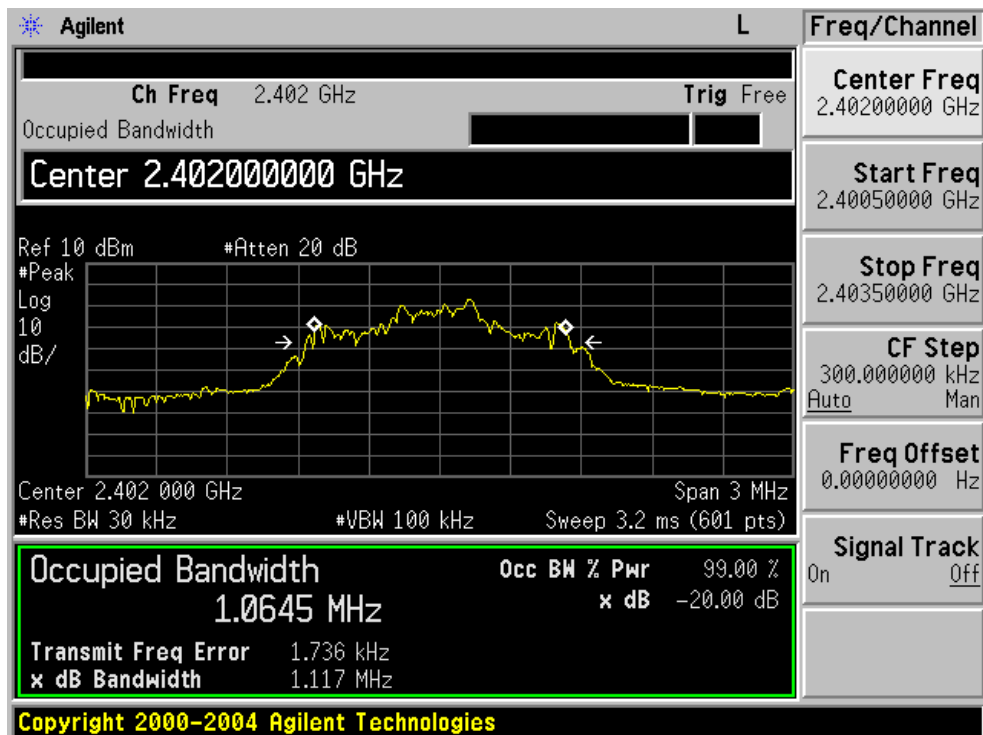 Agilent L Freq/Channel
Ch Freq 2.402 GHz Trig Free
Occupied Bandwidth
Center 2.402000000 GHz
Ref 10 dBm #Atten 20 dB
#Peak
Log
10
dB/
Center 2.402 000 GHz Span 3 MHz
#Res BW 30 kHz #VBW 100 kHz Sweep 3.2 ms (601 pts)
Occupied Bandwidth Occ BW % Pwr 99.00 %
1.0645 MHz x dB -20.00 dB
Transmit Freq Error 1.736 kHz
x dB Bandwidth 1.117 MHz
Copyright 2000-2004 Agilent Technologies
Center Freq
2.40200000 GHz
Start Freq
2.40050000 GHz
Stop Freq
2.40350000 GHz
CF Step
300.000000 kHz
Auto Man
Freq Offset
0.00000000 Hz
Signal Track
On Off